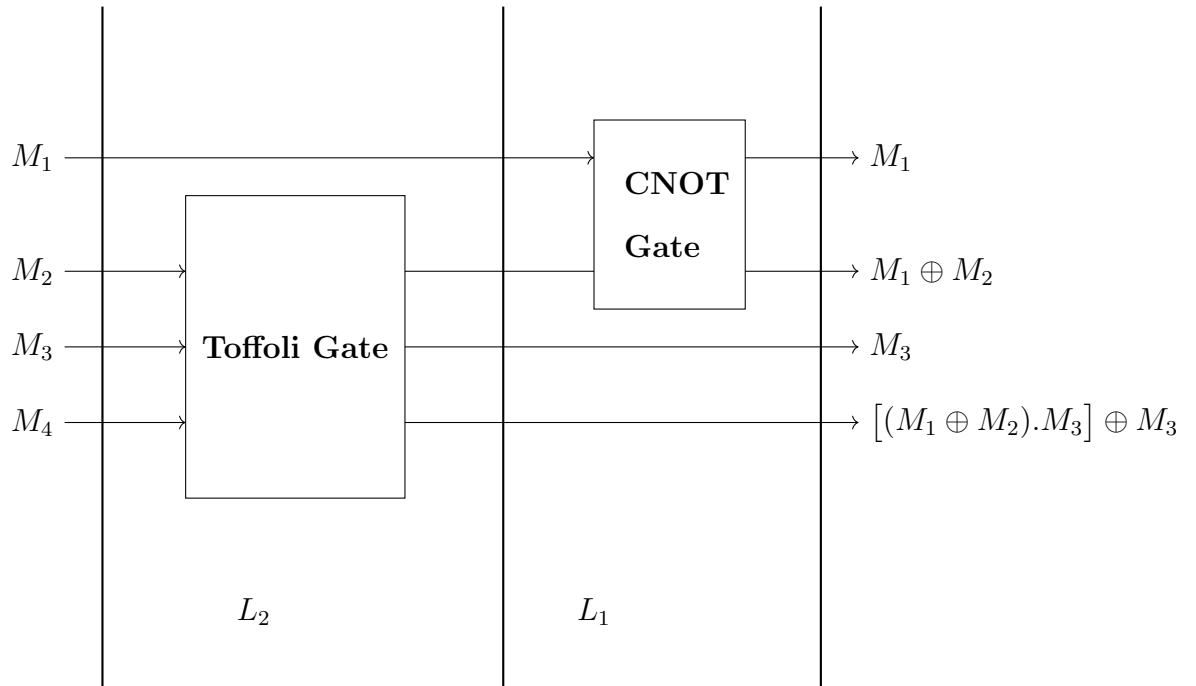 M₁
M₂
M₃
M₄
Toffoli Gate
CNOT
Gate
M₁
M₁ ⊕ M₂
M₃
[(M₁ ⊕ M₂).M₃] ⊕ M₃
L₂
L₁